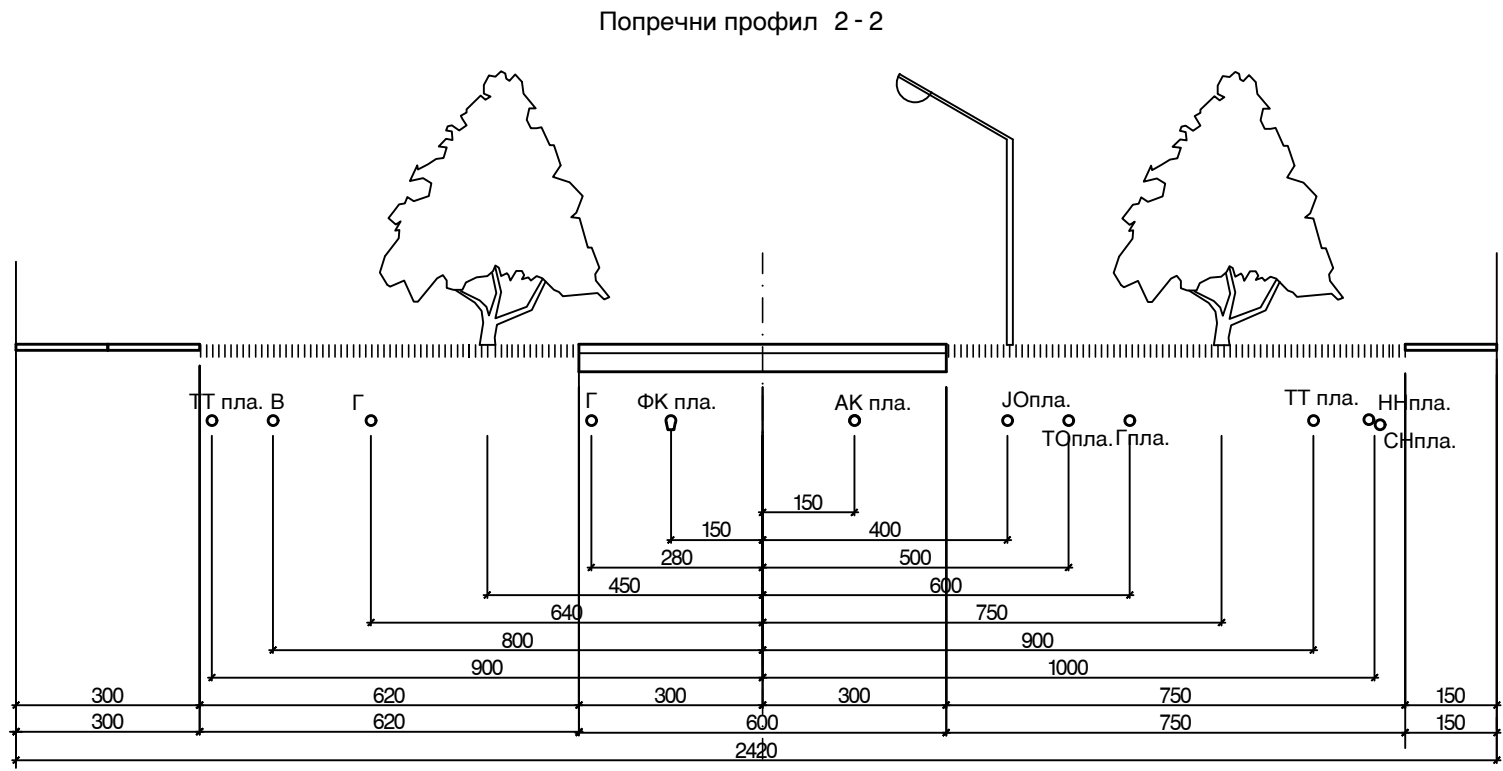 Попречни профил 2 - 2
ТТ пла. В Г Г ФК пла. АК пла. ЈОпла. ТТ пла. ННпла.
ТОпла. Гпла. СНпла.
150
150 400
280 500
450 600
640 750
800 900
900 1000
300 620 300 300 750 150
300 620 600 750 150
2420